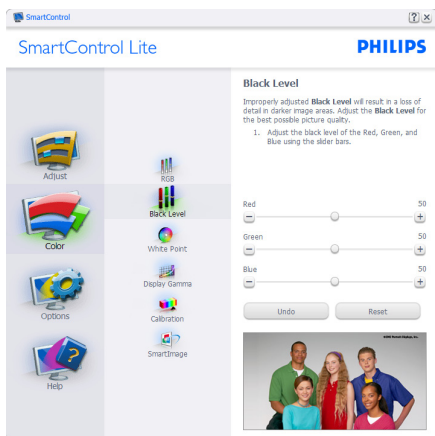 SmartControl
SmartControl Lite
PHILIPS
Adjust
Color
Options
Help
RGB
Black Level
White Point
Display Gamma
Calibration
SmartImage
Black Level
Improperly adjusted Black Level will result in a loss of
detail in darker image areas. Adjust the Black Level for
the best possible picture quality.
1. Adjust the black level of the Red, Green, and
Blue using the slider bars.
Red 50
Green 50
Blue 50
Undo Reset